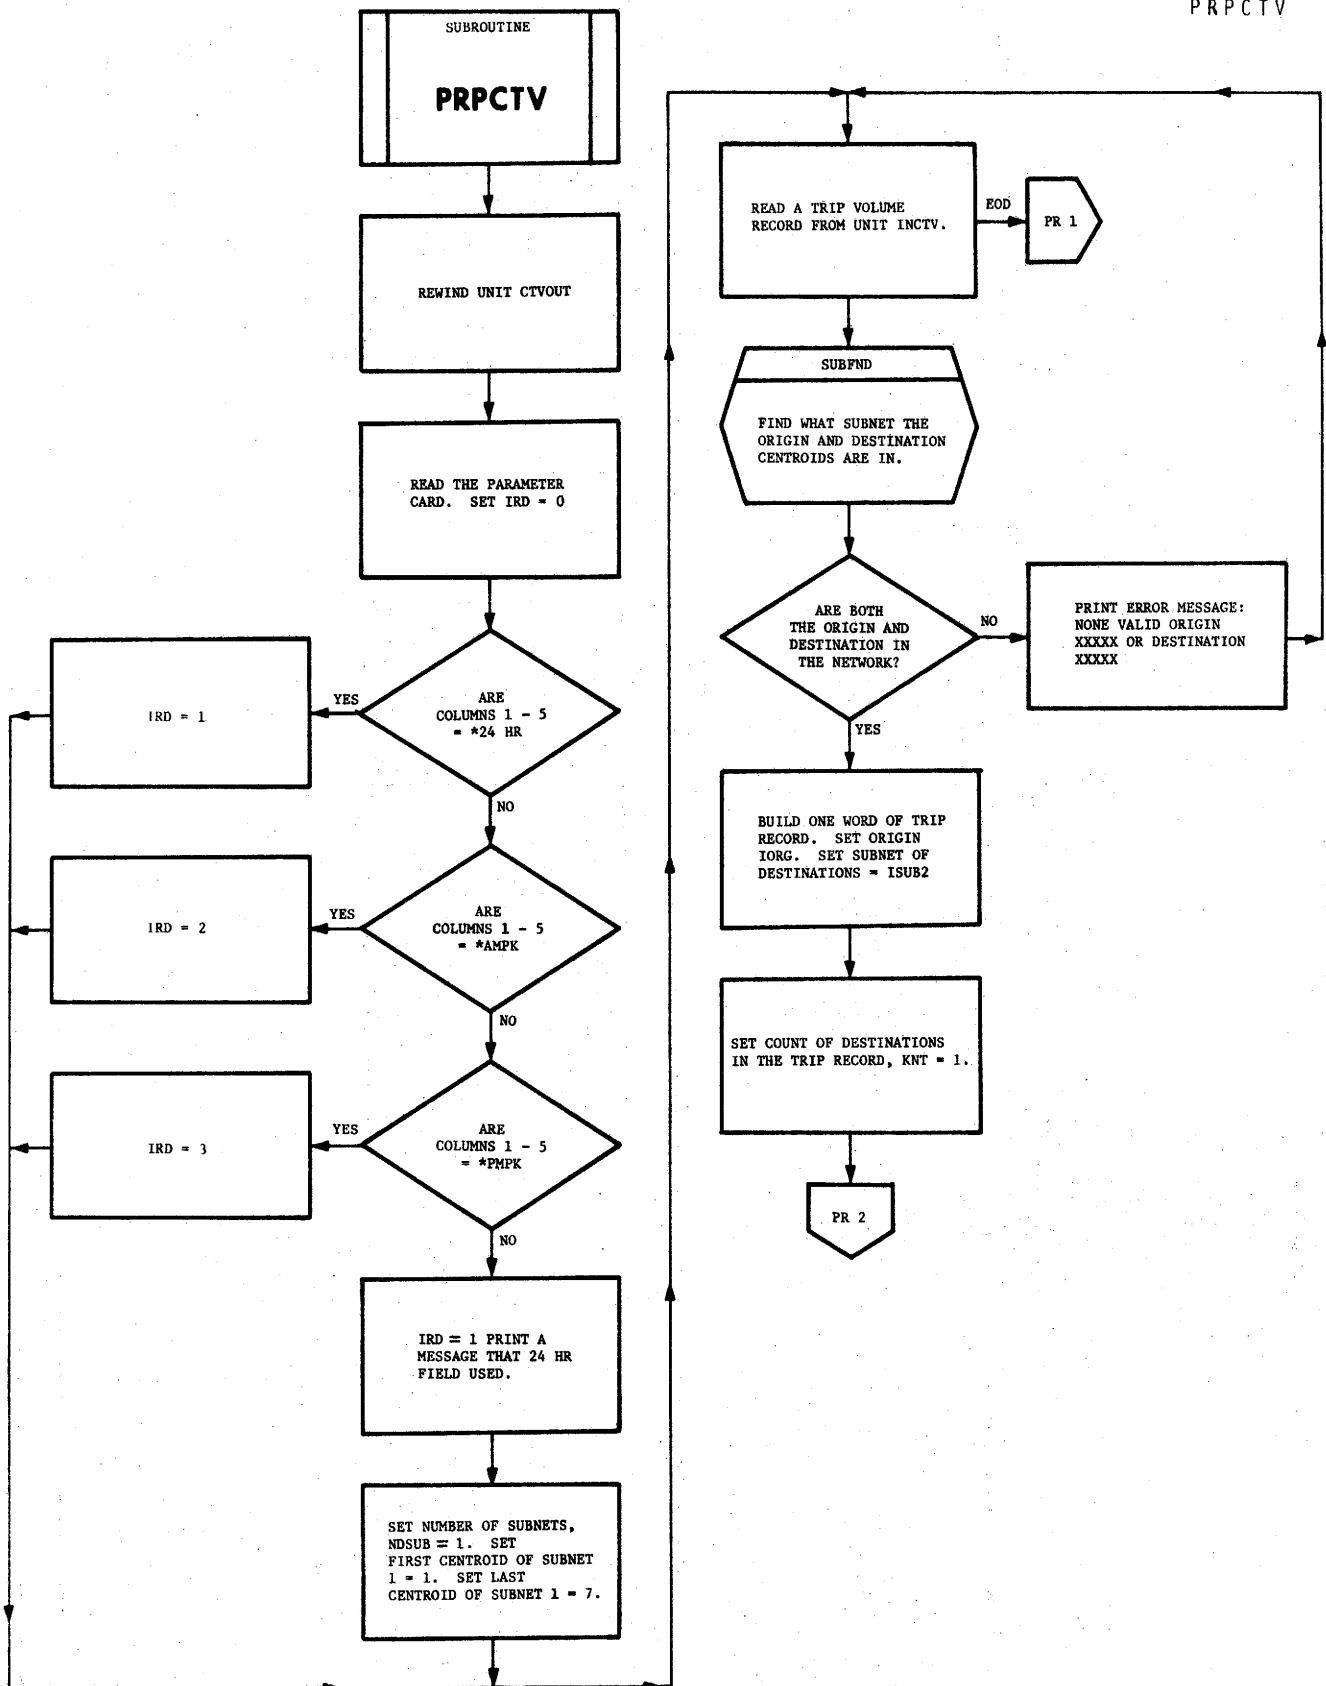 PRPCTV
SUBROUTINE
PRPCTV
REWIND UNIT CTVOUT
READ THE PARAMETER
CARD. SET IRD = 0
ARE
COLUMNS 1 - 5
= *24 HR
YES
IRD = 1
NO
ARE
COLUMNS 1 - 5
= *AMPK
YES
IRD = 2
NO
ARE
COLUMNS 1 - 5
= *PMPK
YES
IRD = 3
NO
IRD = 1 PRINT A
MESSAGE THAT 24 HR
FIELD USED.
SET NUMBER OF SUBNETS,
NDSUB = 1. SET
FIRST CENTROID OF SUBNET
1 = 1. SET LAST
CENTROID OF SUBNET 1 = 7.
READ A TRIP VOLUME
RECORD FROM UNIT INCTV.
EOD
PR 1
SUBFND
FIND WHAT SUBNET THE
ORIGIN AND DESTINATION
CENTROIDS ARE IN.
ARE BOTH
THE ORIGIN AND
DESTINATION IN
THE NETWORK?
NO
PRINT ERROR MESSAGE:
NONE VALID ORIGIN
XXXXX OR DESTINATION
XXXXX
YES
BUILD ONE WORD OF TRIP
RECORD. SET ORIGIN
IORG. SET SUBNET OF
DESTINATIONS = ISUB2
SET COUNT OF DESTINATIONS
IN THE TRIP RECORD, KNT = 1.
PR 2